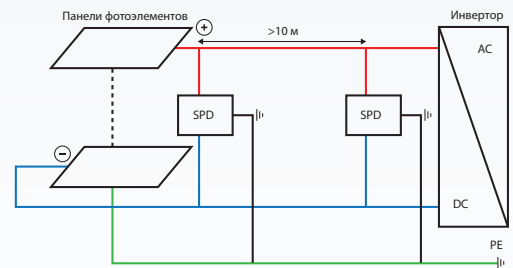 Панели фотоэлементов
+
>10 м
Инвертор
AC
SPD
SPD
−
DC
PE